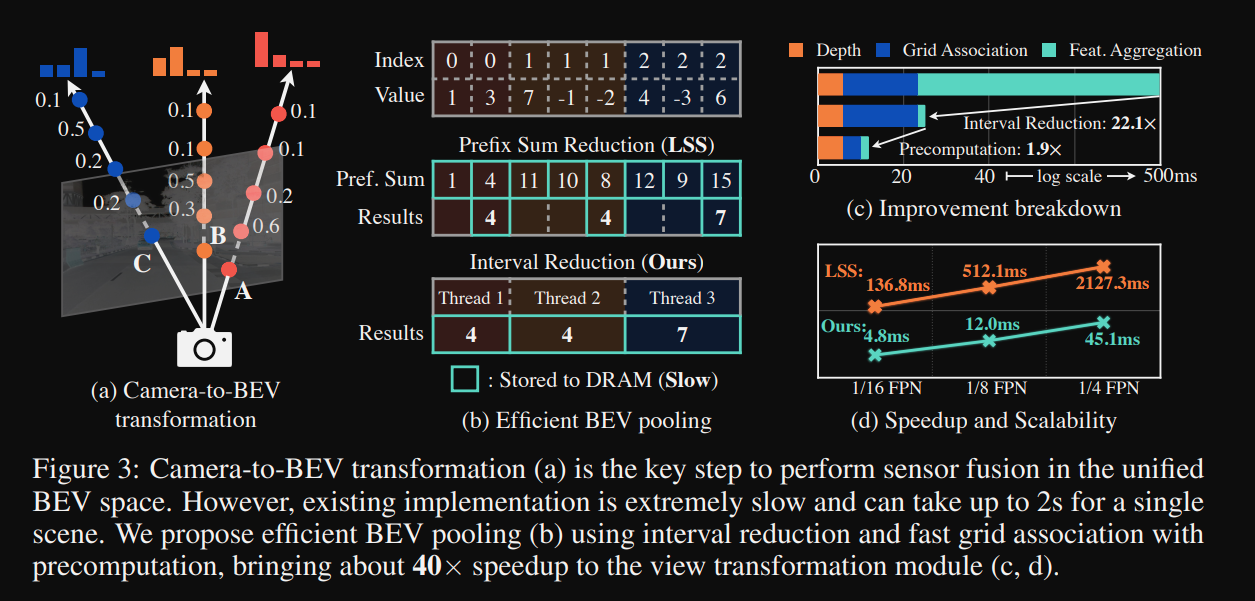 0.1
0.5
0.2
0.2
C
0.1
0.1
0.5
0.3
B
0.1
0.1
0.2
0.6
A
(a) Camera-to-BEV
transformation
Index 0 0 1 1 1 2 2 2
Value 1 3 7 -1 -2 4 -3 6
Prefix Sum Reduction (LSS)
Pref. Sum 1 4 11 10 8 12 9 15
Results 4 4 7
Interval Reduction (Ours)
Thread 1 Thread 2 Thread 3
Results 4 4 7
: Stored to DRAM (Slow)
(b) Efficient BEV pooling
Depth Grid Association Feat. Aggregation
Interval Reduction: 22.1×
Precomputation: 1.9×
0 20 40 log scale 500ms
(c) Improvement breakdown
LSS:
136.8ms 512.1ms 2127.3ms
Ours:
4.8ms 12.0ms 45.1ms
1/16 FPN 1/8 FPN 1/4 FPN
(d) Speedup and Scalability
Figure 3: Camera-to-BEV transformation (a) is the key step to perform sensor fusion in the unified
BEV space. However, existing implementation is extremely slow and can take up to 2s for a single
scene. We propose efficient BEV pooling (b) using interval reduction and fast grid association with
precomputation, bringing about 40× speedup to the view transformation module (c, d).